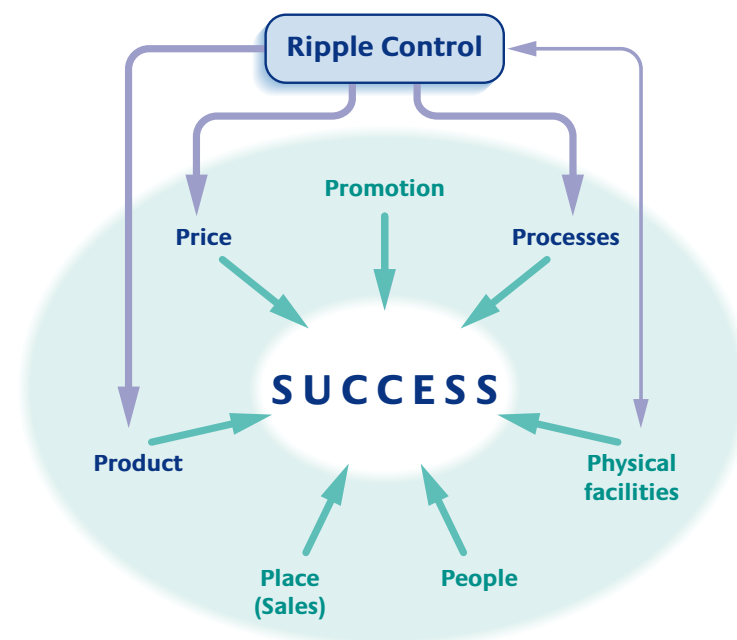 Ripple Control
Promotion
Price
Processes
SUCCESS
Product
Physical
facilities
Place
(Sales)
People